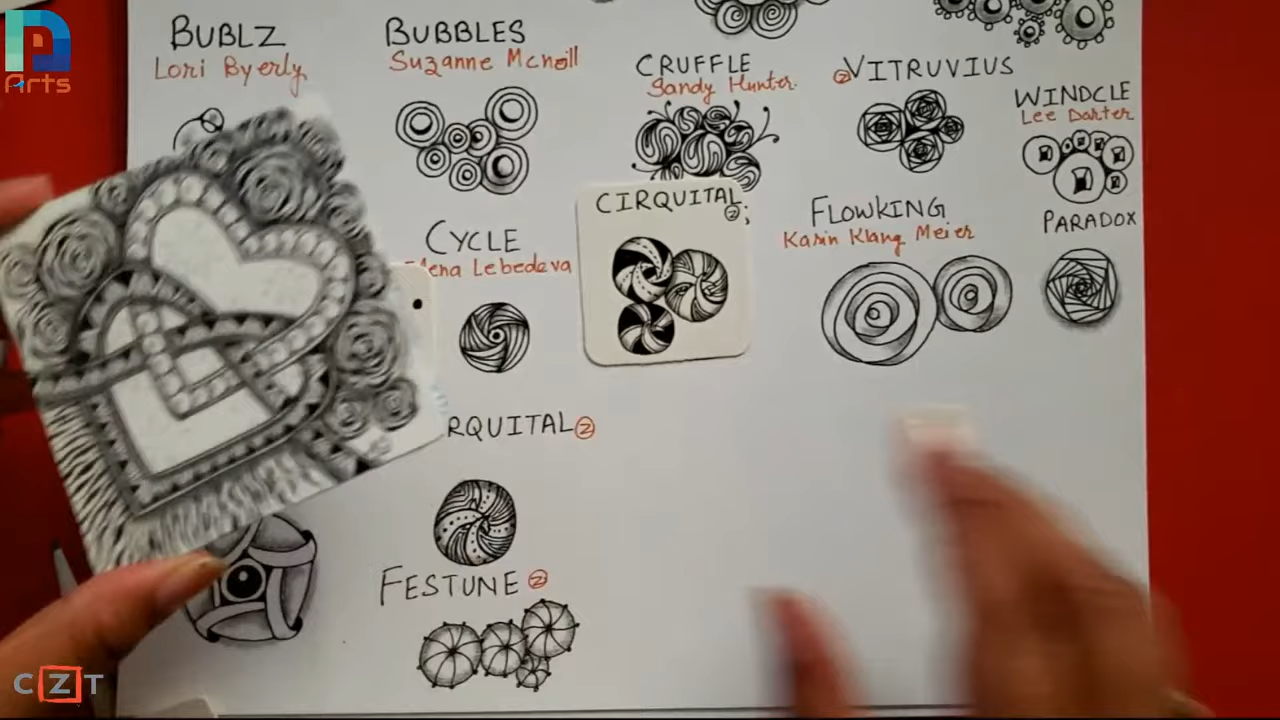 Arts
BUBLZ
Lori Byerly
BUBBLES
Suzanne Mcneill
CRUFFLE
Sandy Hunter
VITRUVIUS
WINDCLE
Lee Darter
CIRQUITAL
CYCLE
Lebedeva
FLOWKING
Karin Klang Meier
PARADOX
RQUITAL
FESTUNE
CZT